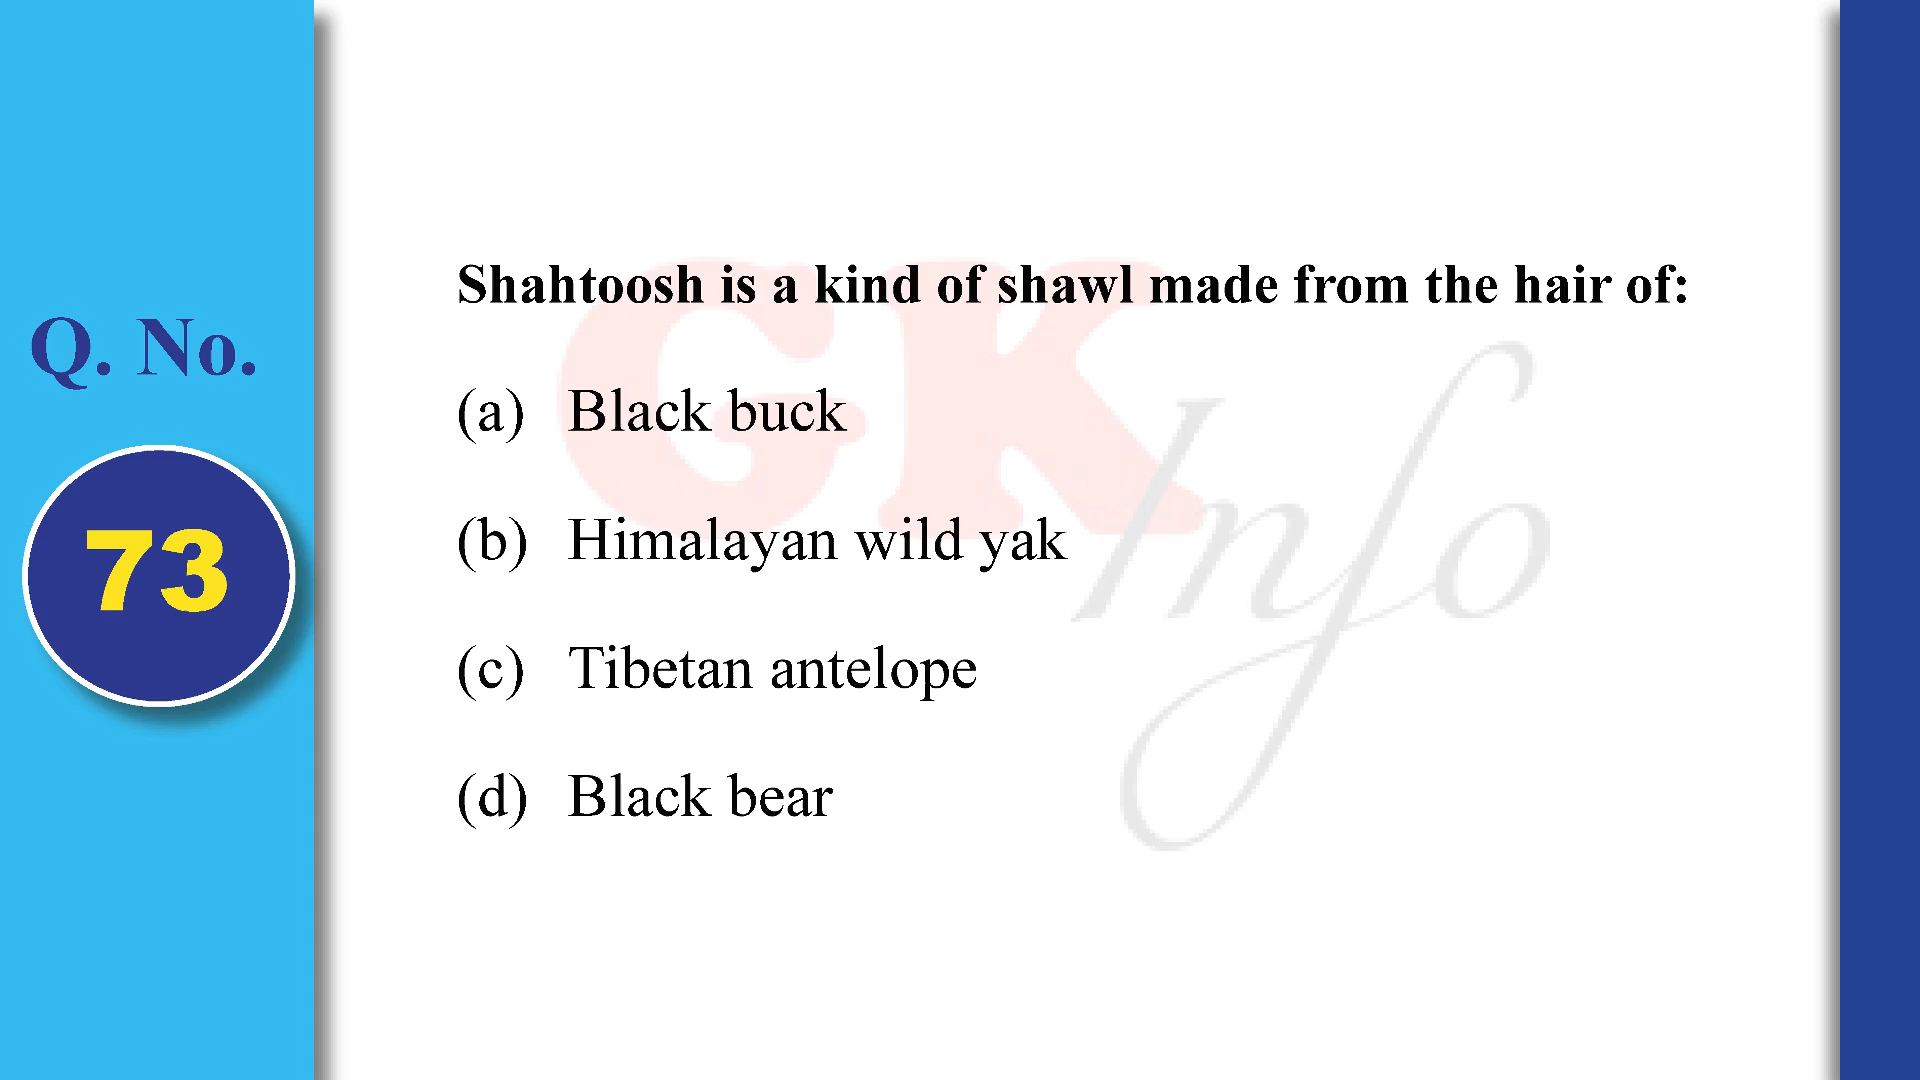 Q. No.
73
Shahtoosh is a kind of shawl made from the hair of:
(a) Black buck
(b) Himalayan wild yak
(c) Tibetan antelope
(d) Black bear
GK Info